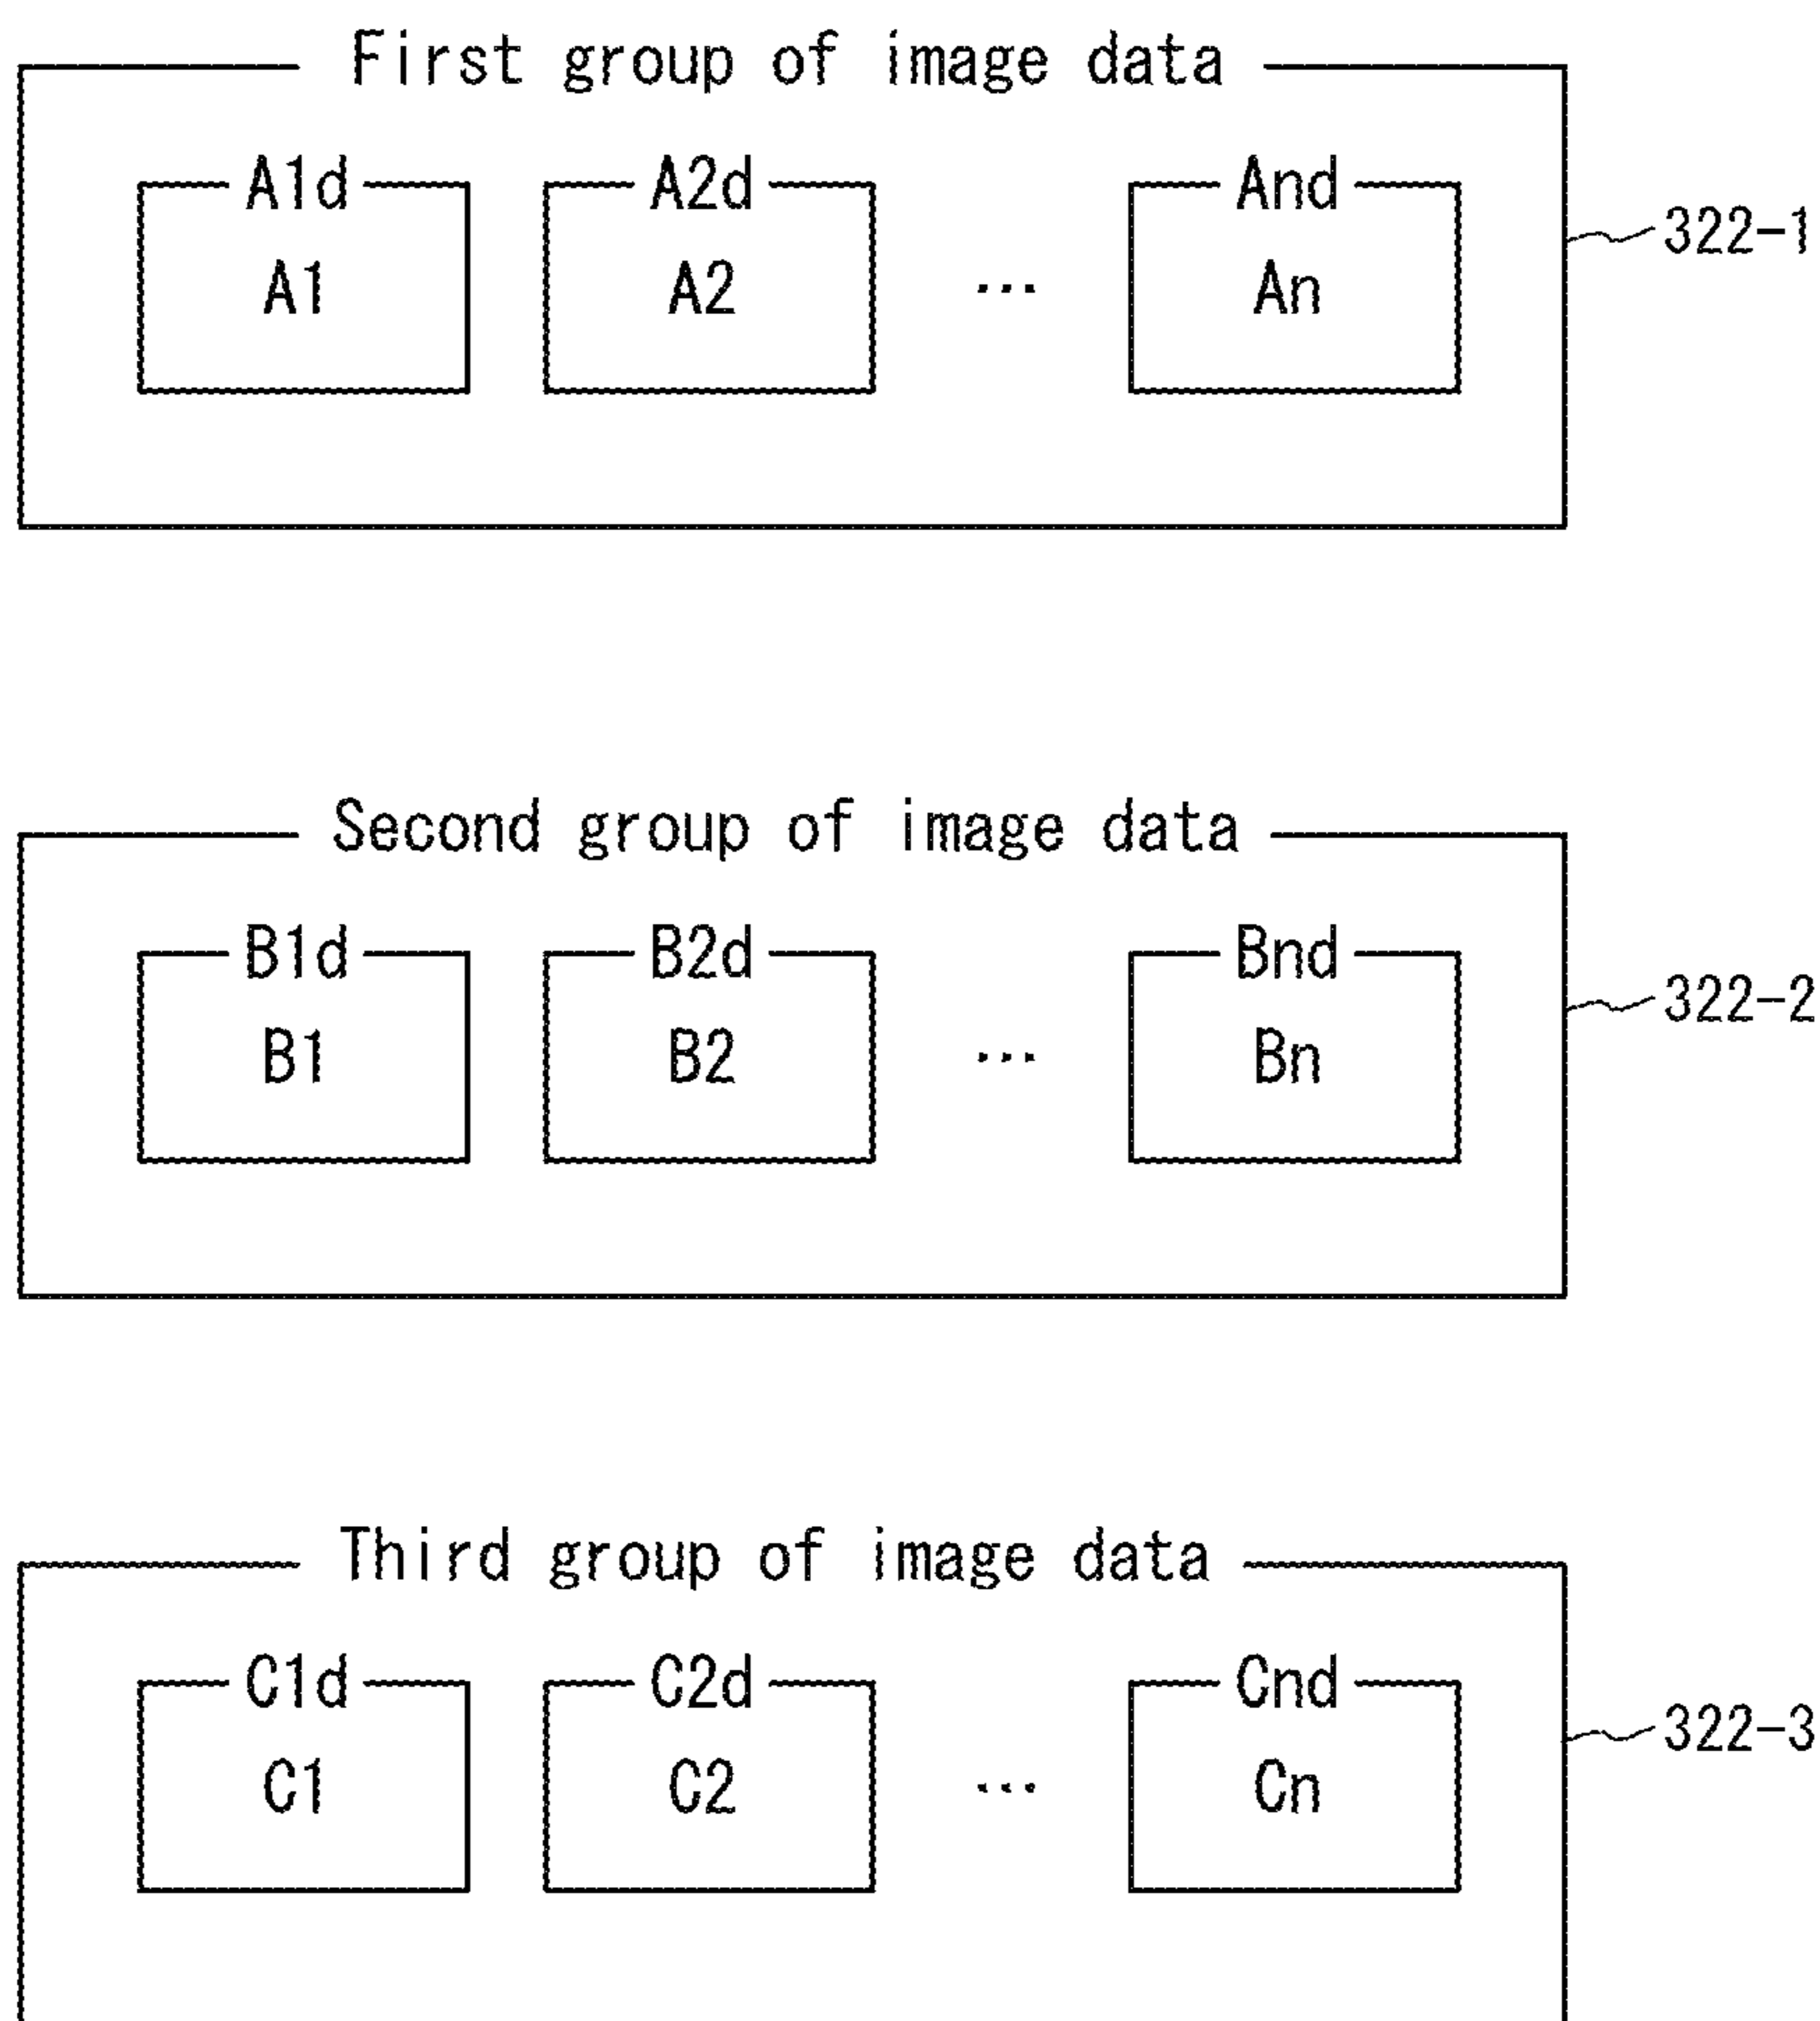 First group of image data
A1d A2d And
322-1
A1 A2 ... An
Second group of image data
B1d B2d Bnd
322-2
B1 B2 ... Bn
Third group of image data
C1d C2d Cnd
322-3
C1 C2 ... Cn